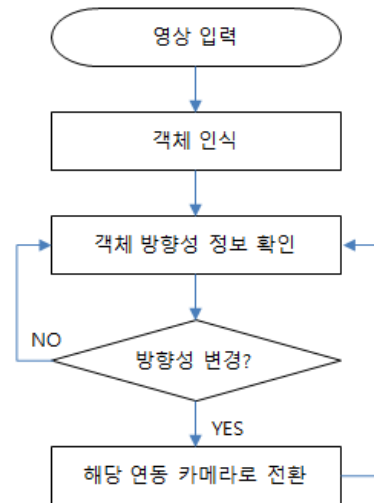 영상 입력
객체 인식
객체 방향성 정보 확인
NO
방향성 변경?
YES
해당 연동 카메라로 전환